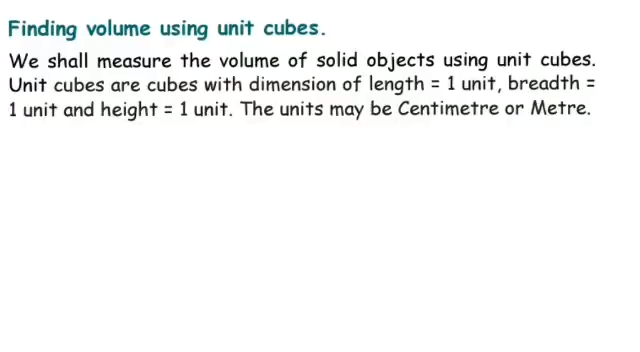 Finding volume using unit cubes.
We shall measure the volume of solid objects using unit cubes.
Unit cubes are cubes with dimension of length = 1 unit, breadth =
1 unit and height = 1 unit. The units may be Centimetre or Metre.